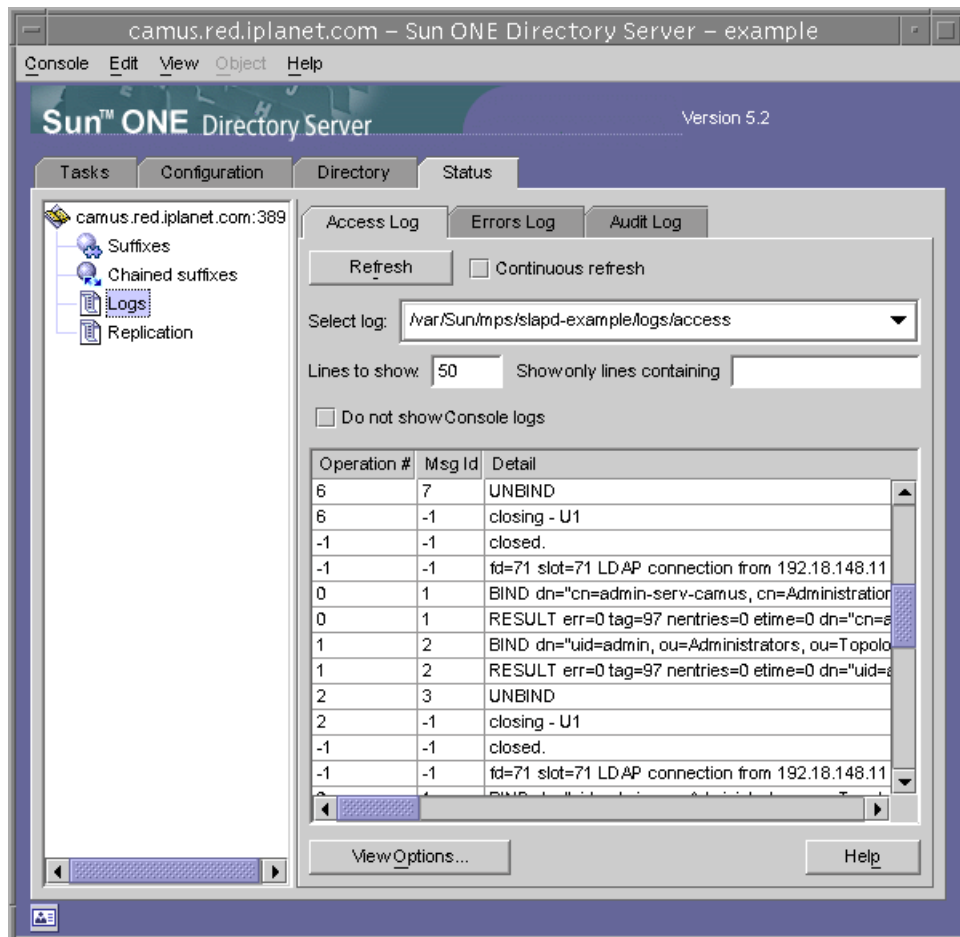 camus.red.iplanet.com – Sun ONE Directory Server – example
Console Edit View Object Help
Sun™ ONE Directory Server
Version 5.2
Tasks Configuration Directory Status
camus.red.iplanet.com:389
Suffixes
Chained suffixes
Logs
Replication
Access Log Errors Log Audit Log
Refresh Continuous refresh
Select log: /var/Sun/mps/slapd-example/logs/access
Lines to show: 50 Show only lines containing
Do not show Console logs
Operation # Msg Id Detail
6 7 UNBIND
6 -1 closing - U1
-1 -1 closed.
-1 -1 fd=71 slot=71 LDAP connection from 192.18.148.11
0 1 BIND dn="cn=admin-serv-camus, cn=Administration
0 1 RESULT err=0 tag=97 nentries=0 etime=0 dn="cn=a
1 2 BIND dn="uid=admin, ou=Administrators, ou=Topolo
1 2 RESULT err=0 tag=97 nentries=0 etime=0 dn="uid=a
2 3 UNBIND
2 -1 closing - U1
-1 -1 closed.
-1 -1 fd=71 slot=71 LDAP connection from 192.18.148.11
View Options... Help